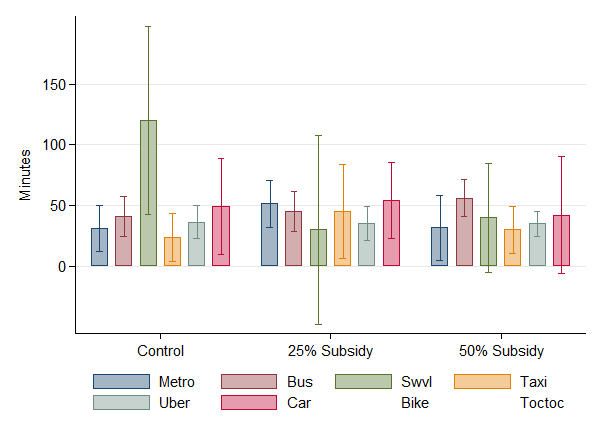 Minutes
150
100
50
0
Control 25% Subsidy 50% Subsidy
Metro Bus Swvl Taxi
Uber Car Bike Toctoc